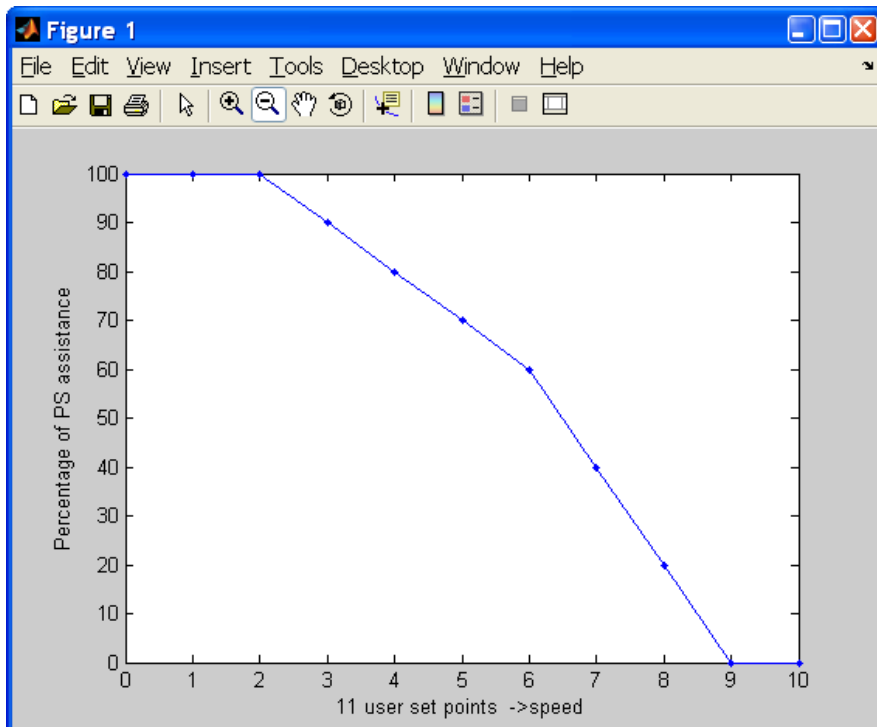 Figure 1
File Edit View Insert Tools Desktop Window Help
100
90
80
70
60
50
40
30
20
10
0
Percentage of PS assistance
0 1 2 3 4 5 6 7 8 9 10
11 user set points ->speed